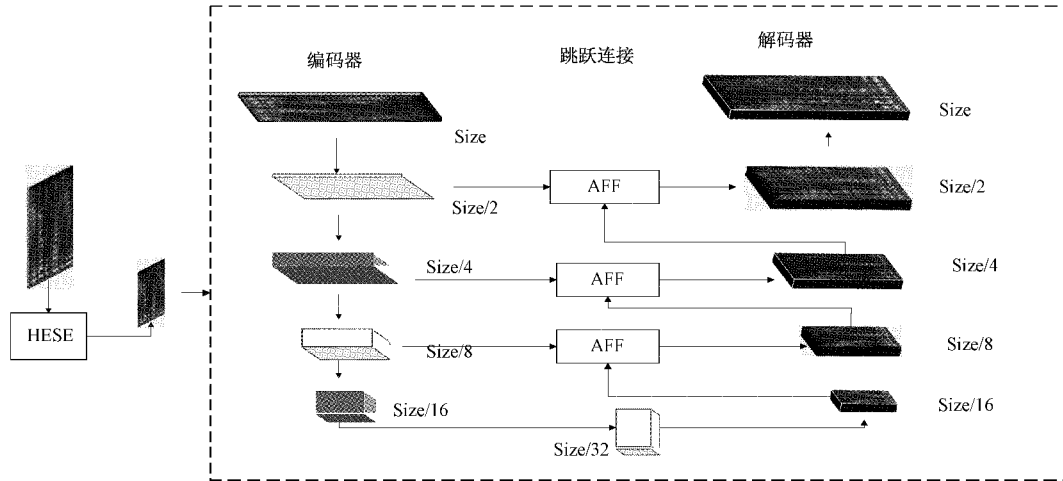 编码器
跳跃连接
解码器
Size
Size
AFF
Size/2
Size/2
Size/4
AFF
Size/4
HESE
Size/8
AFF
Size/8
Size/16
Size/16
Size/32